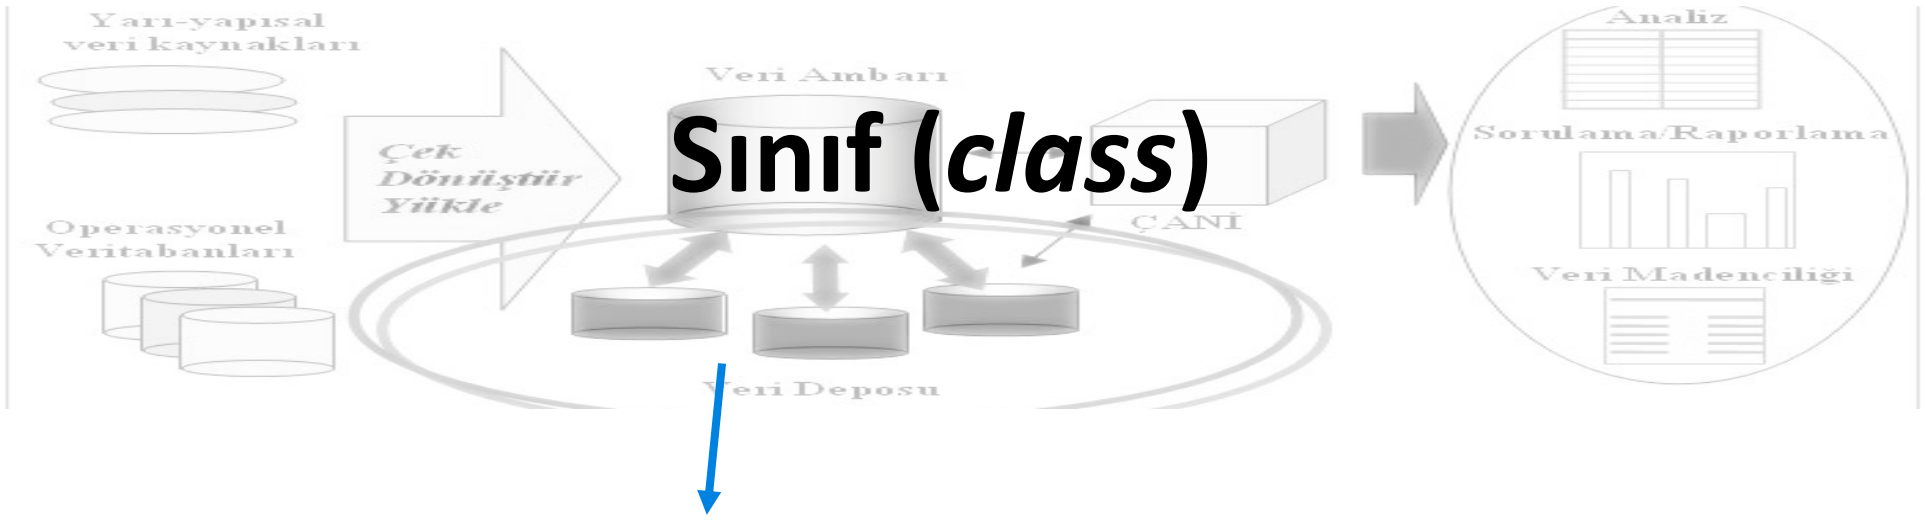 Yarı-yapısal
veri kaynakları
Çek
Dönüştür
Yükle
Operasyonel
Veritabanları
Veri Ambarı
Sınıf (class)
ÇANİ
Veri Deposu
Analiz
Sorulama/Raporlama
Veri Madenciliği